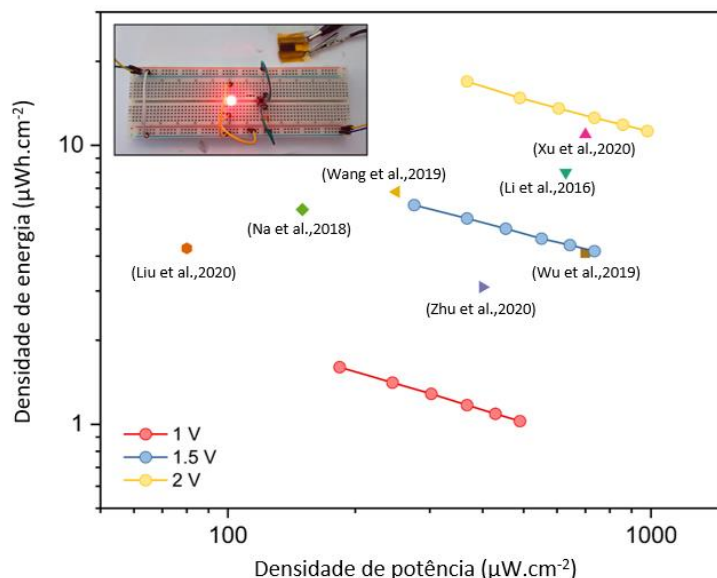 10
1
Densidade de energia (µWh.cm-2)
(Xu et al.,2020)
(Wang et al.,2019)
(Li et al.,2016)
(Na et al.,2018)
(Liu et al.,2020)
(Wu et al.,2019)
(Zhu et al.,2020)
1 V
1.5 V
2 V
100
1000
Densidade de potência (µW.cm-2)